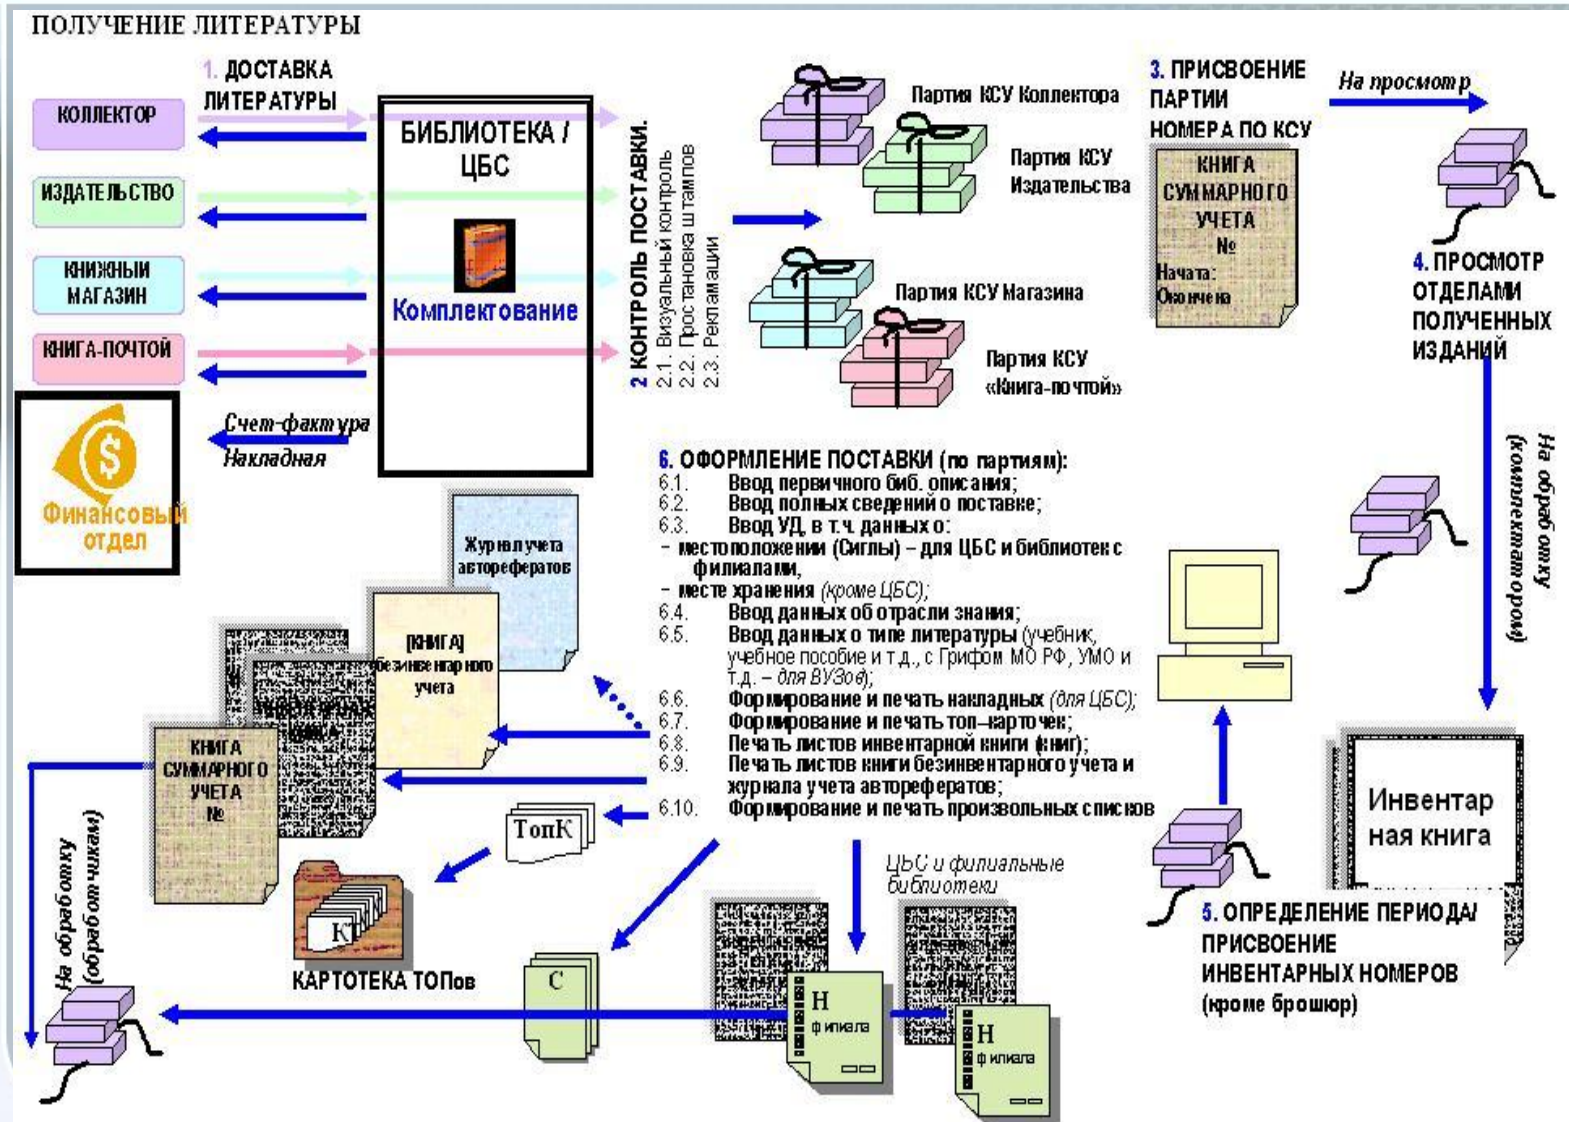 ПОЛУЧЕНИЕ ЛИТЕРАТУРЫ
1. ДОСТАВКА
ЛИТЕРАТУРЫ
КОЛЛЕКТОР
ИЗДАТЕЛЬСТВО
КНИЖНЫЙ
МАГАЗИН
КНИГА-ПОЧТОЙ
БИБЛИОТЕКА /
ЦБС
Комплектование
Счет-фактура
Накладная
Финансовый
отдел
2 КОНТРОЛЬ ПОСТАВКИ.
2.1. Визуальный контроль
2.2. Простановка штампов
2.3. Рекламации
Партия КСУ Коллектора
Партия КСУ
Издательства
Партия КСУ Магазина
Партия КСУ
«Книга-почтой»
3. ПРИСВОЕНИЕ
ПАРТИИ
НОМЕРА ПО КСУ
КНИГА
СУММАРНОГО
УЧЕТА
№
Начата:
Окончена
На просмотр
4. ПРОСМОТР
ОТДЕЛАМИ
ПОЛУЧЕННЫХ
ИЗДАНИЙ
На обработку
(комплектатором)
Инвентар
ная книга
5. ОПРЕДЕЛЕНИЕ ПЕРИОДА/
ПРИСВОЕНИЕ
ИНВЕНТАРНЫХ НОМЕРОВ
(кроме брошюр)
6. ОФОРМЛЕНИЕ ПОСТАВКИ (по партиям):
6.1. Ввод первичного биб. описания;
6.2. Ввод полных сведений о поставке;
6.3. Ввод УД, в т.ч. данных о:
– местоположении (Сиглы) – для ЦБС и библиотек с
филиалами,
– месте хранения (кроме ЦБС);
6.4. Ввод данных об отрасли знания;
6.5. Ввод данных о типе литературы (учебник,
учебное пособие и т.д., с Грифом МО РФ, УМО и
т.д. – для ВУЗов);
6.6. Формирование и печать накладных (для ЦБС);
6.7. Формирование и печать топ–карточек;
6.8. Печать листов инвентарной книги (книг);
6.9. Печать листов книги безинвентарного учета и
журнала учета авторефератов;
6.10. Формирование и печать произвольных списков
Журнал учета
авторефератов
[КНИГА]
безинвентарного
учета
КНИГА
СУММАРНОГО
УЧЕТА
№
ТопК
КТ
КАРТОТЕКА ТОПов
На обработку
(обработчикам)
С
ЦБС и филиальные
библиотеки
Н
филиала
Н
филиала